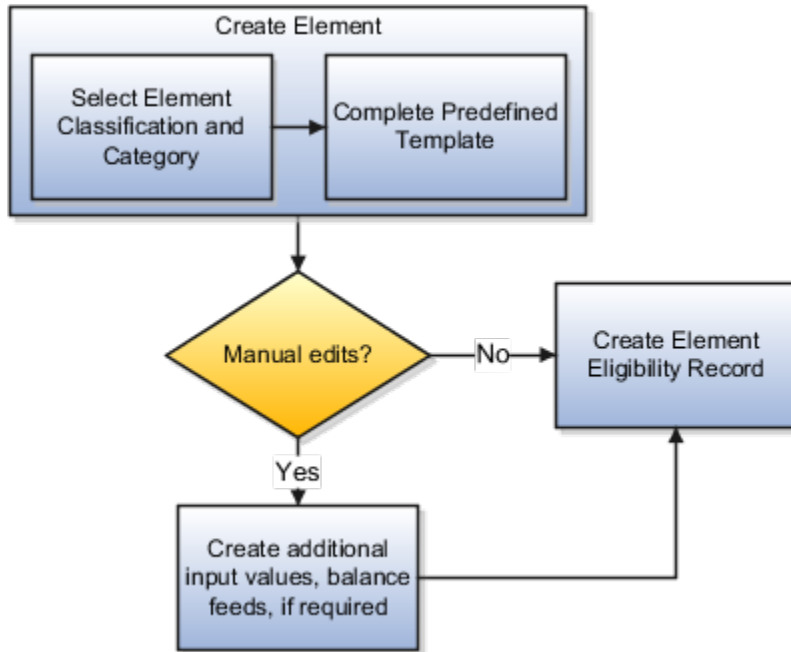 Create Element
Select Element
Classification and
Category
Complete Predefined
Template
Manual edits?
No
Create Element
Eligibility Record
Yes
Create additional
input values, balance
feeds, if required